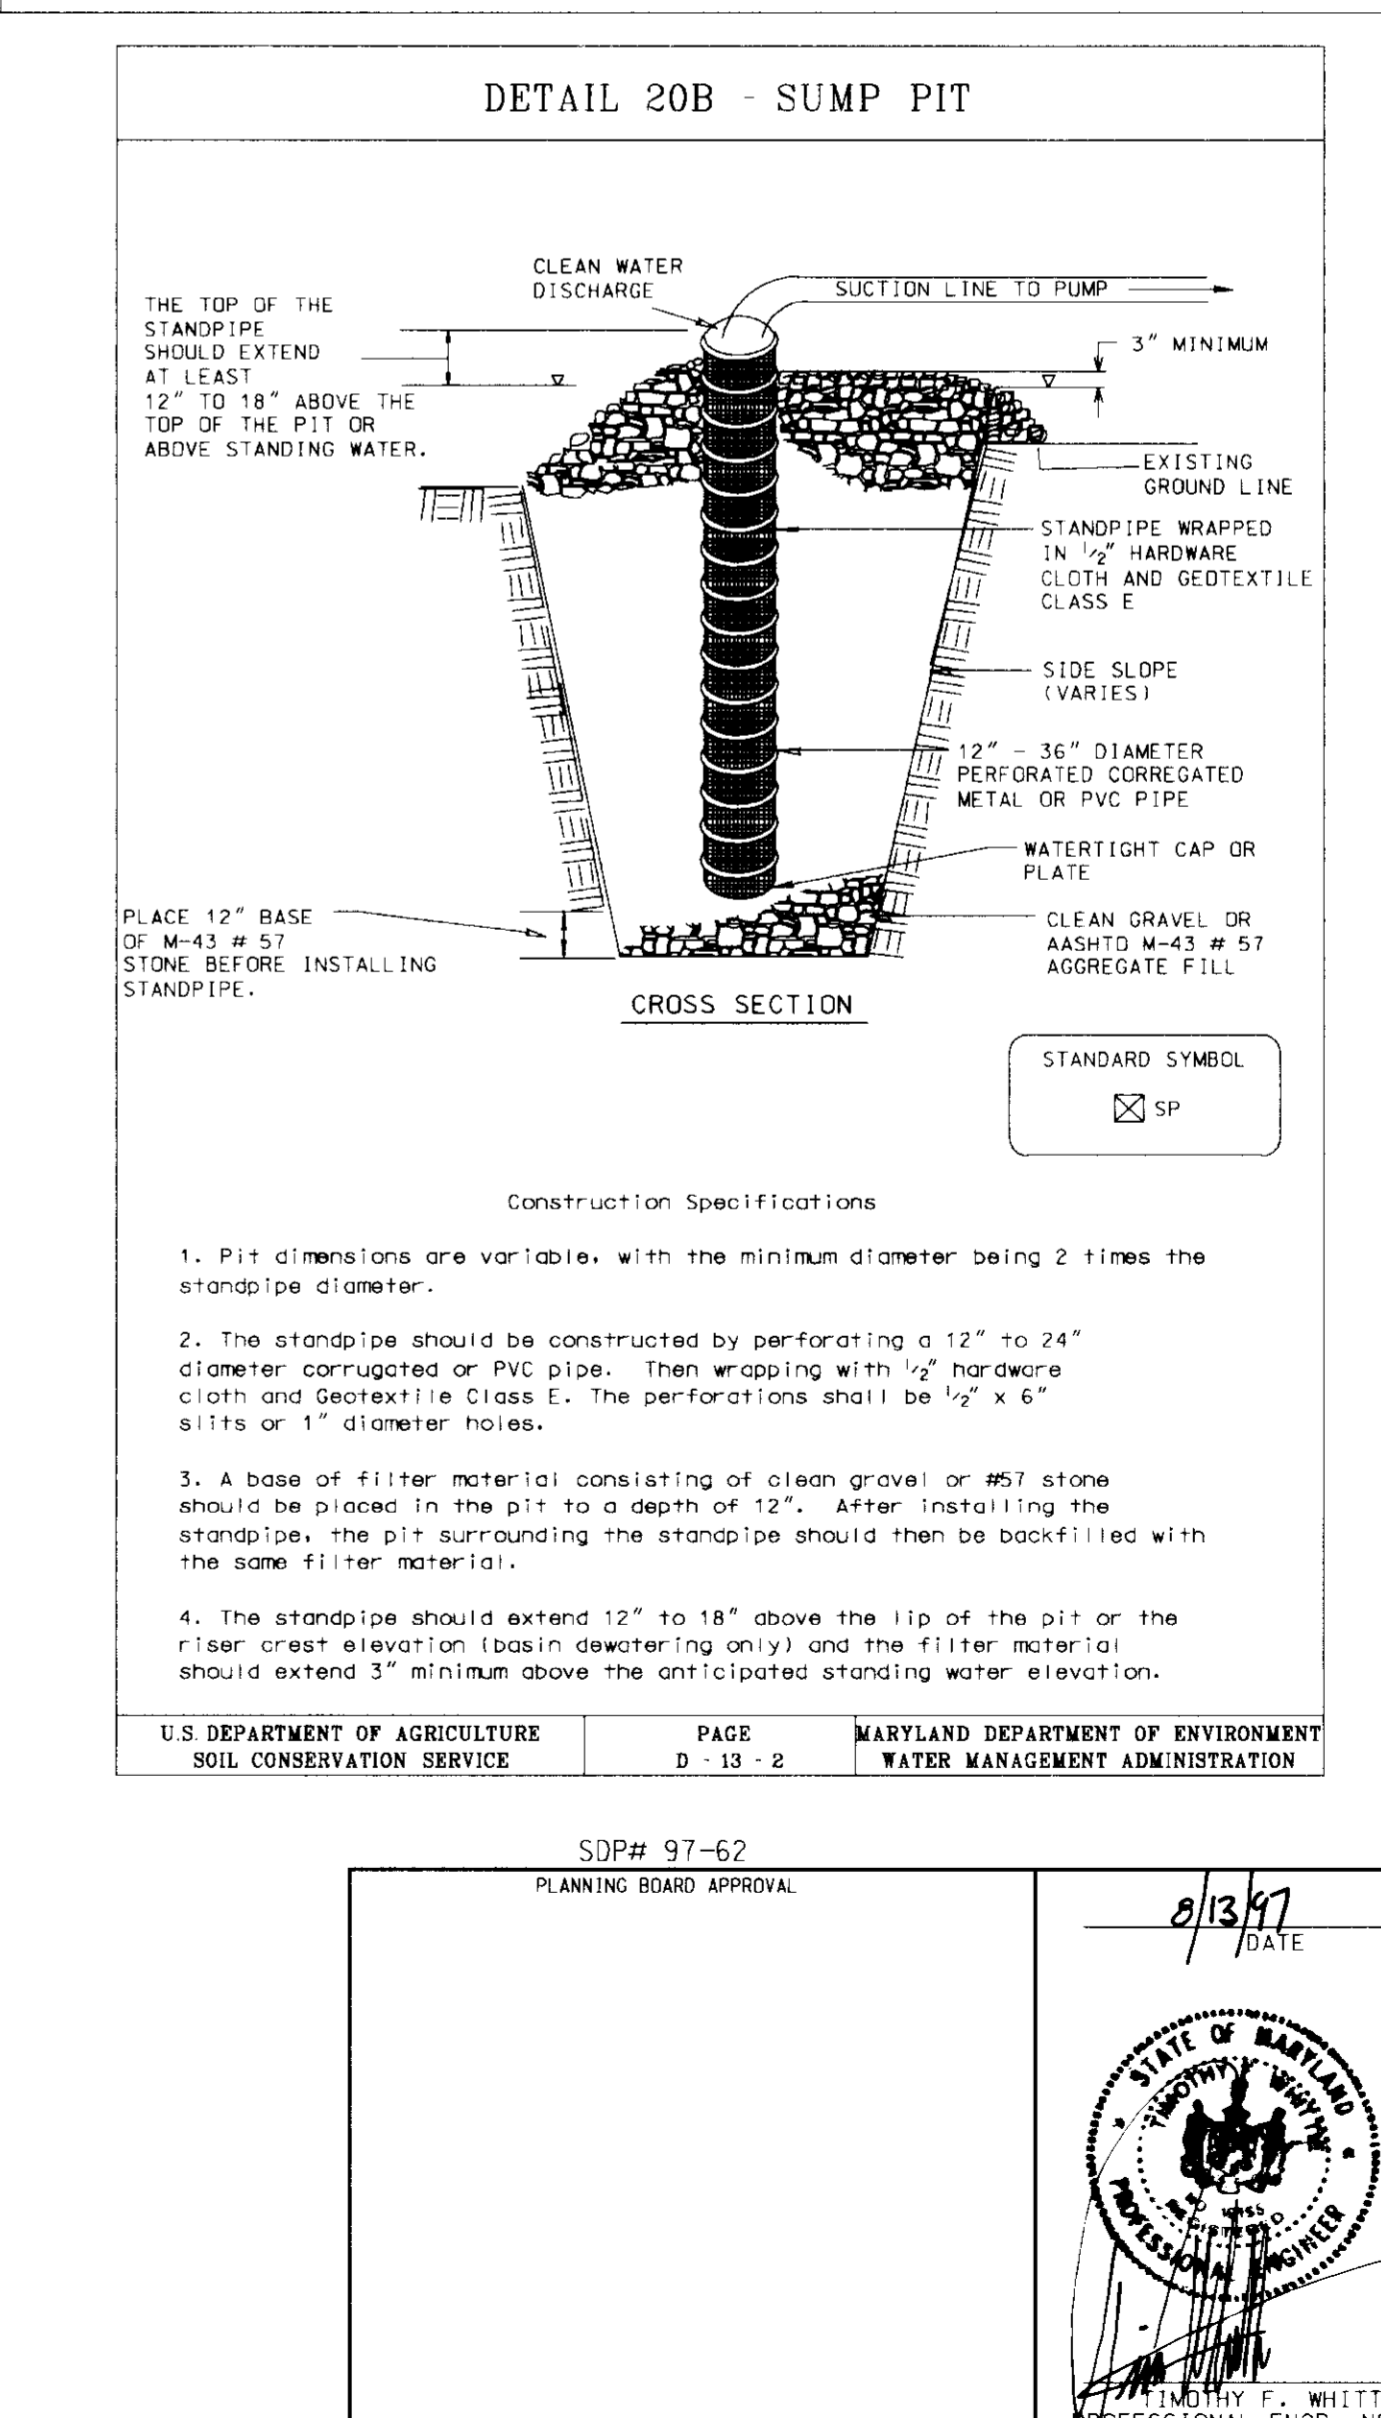 DETAIL 20B - SUMP PIT
CLEAN WATER
DISCHARGE
SUCTION LINE TO PUMP
THE TOP OF THE
STANDPIPE
SHOULD EXTEND
AT LEAST
12" TO 18" ABOVE THE
TOP OF THE PIT OR
ABOVE STANDING WATER.
3" MINIMUM
EXISTING
GROUND LINE
STANDPIPE WRAPPED
IN 1/2" HARDWARE
CLOTH AND GEOTEXTILE
CLASS E
SIDE SLOPE
(VARIES)
12" - 36" DIAMETER
PERFORATED CORREGATED
METAL OR PVC PIPE
WATERTIGHT CAP OR
PLATE
PLACE 12" BASE
OF M-43 # 57
STONE BEFORE INSTALLING
STANDPIPE.
CLEAN GRAVEL OR
AASHTO M-43 # 57
AGGREGATE FILL
CROSS SECTION
STANDARD SYMBOL
SP
Construction Specifications
1. Pit dimensions are variable, with the minimum diameter being 2 times the
standpipe diameter.
2. The standpipe should be constructed by perforating a 12" to 24"
diameter corrugated or PVC pipe. Then wrapping with 1/2" hardware
cloth and Geotextile Class E. The perforations shall be 1/2" x 6"
slits or 1" diameter holes.
3. A base of filter material consisting of clean gravel or #57 stone
should be placed in the pit to a depth of 12". After installing the
standpipe, the pit surrounding the standpipe should then be backfilled with
the same filter material.
4. The standpipe should extend 12" to 18" above the lip of the pit or the
riser crest elevation (basin dewatering only) and the filter material
should extend 3" minimum above the anticipated standing water elevation.
U.S. DEPARTMENT OF AGRICULTURE
SOIL CONSERVATION SERVICE
PAGE
D - 13 - 2
MARYLAND DEPARTMENT OF ENVIRONMENT
WATER MANAGEMENT ADMINISTRATION
SDP# 97-62
PLANNING BOARD APPROVAL
8/13/97
DATE
STATE OF MARYLAND
TIMOTHY
PROFESSIONAL ENGINEER
TIMOTHY F. WHITT